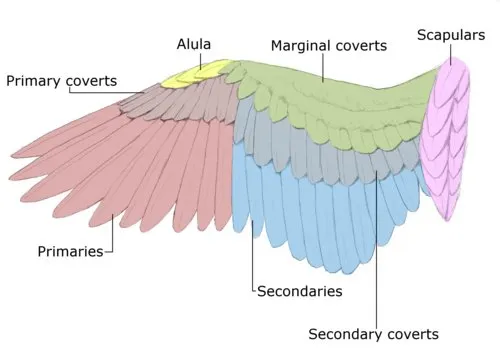 Scapulars
Alula
Marginal coverts
Primary coverts
Primaries
Secondaries
Secondary coverts